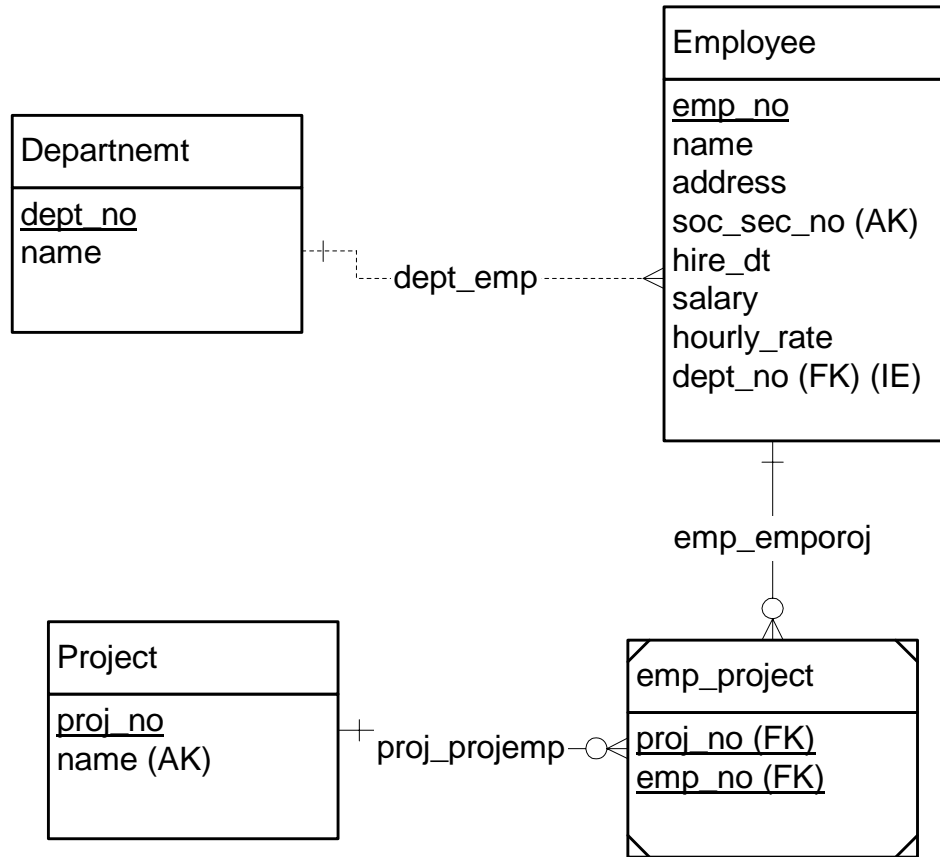 Employee
emp_no
name
address
soc_sec_no (AK)
hire_dt
salary
hourly_rate
dept_no (FK) (IE)
Departnemt
dept_no
name
dept_emp
emp_emporoj
Project
proj_no
name (AK)
proj_projemp
emp_project
proj_no (FK)
emp_no (FK)